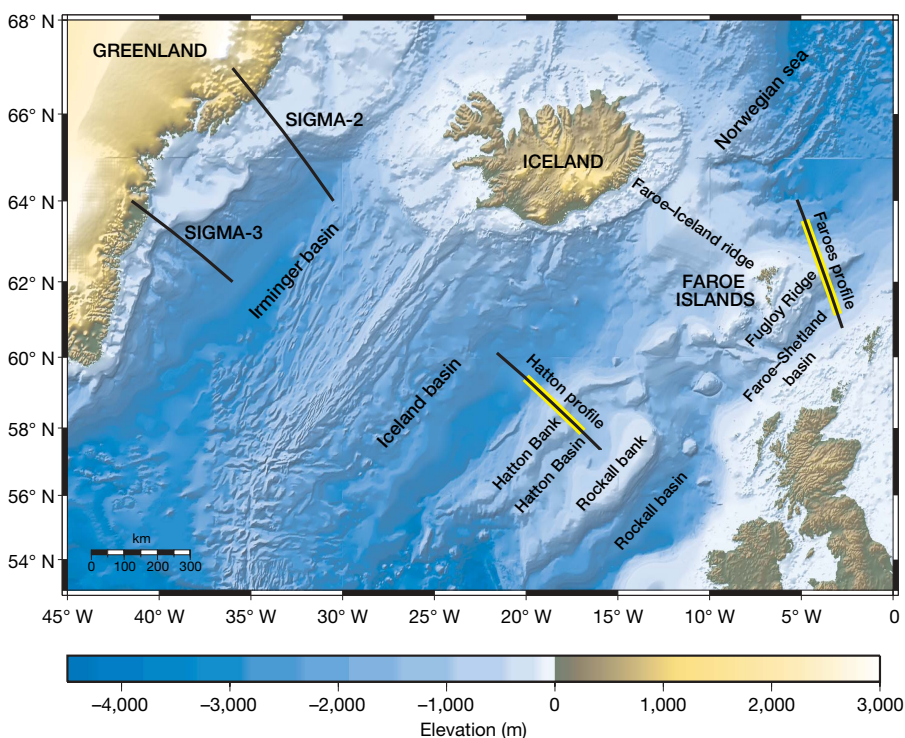 68° N
66° N
64° N
62° N
60° N
58° N
56° N
54° N
GREENLAND
SIGMA-2
SIGMA-3
Irminger basin
ICELAND
Norwegian sea
Faroe–Iceland ridge
FAROE
ISLANDS
Faroes profile
Fugloy Ridge
Faroe–Shetland
basin
Iceland basin
Hatton profile
Hatton Bank
Hatton Basin
Rockall bank
Rockall basin
km
0 100 200 300
45 W 40 W 35 W 30 W 25 W 20 W 15 W 10 W 5 W 0
–4,000 –3,000 –2,000 –1,000 0 1,000 2,000 3,000
Elevation (m)